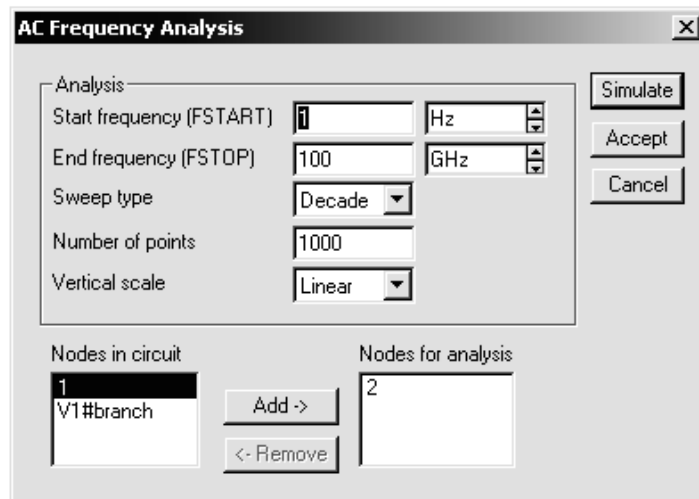 AC Frequency Analysis
Analysis
Start frequency (FSTART) 1 Hz
End frequency (FSTOP) 100 GHz
Sweep type Decade
Number of points 1000
Vertical scale Linear
Simulate
Accept
Cancel
Nodes in circuit
1
V1#branch
Add ->
<- Remove
Nodes for analysis
2